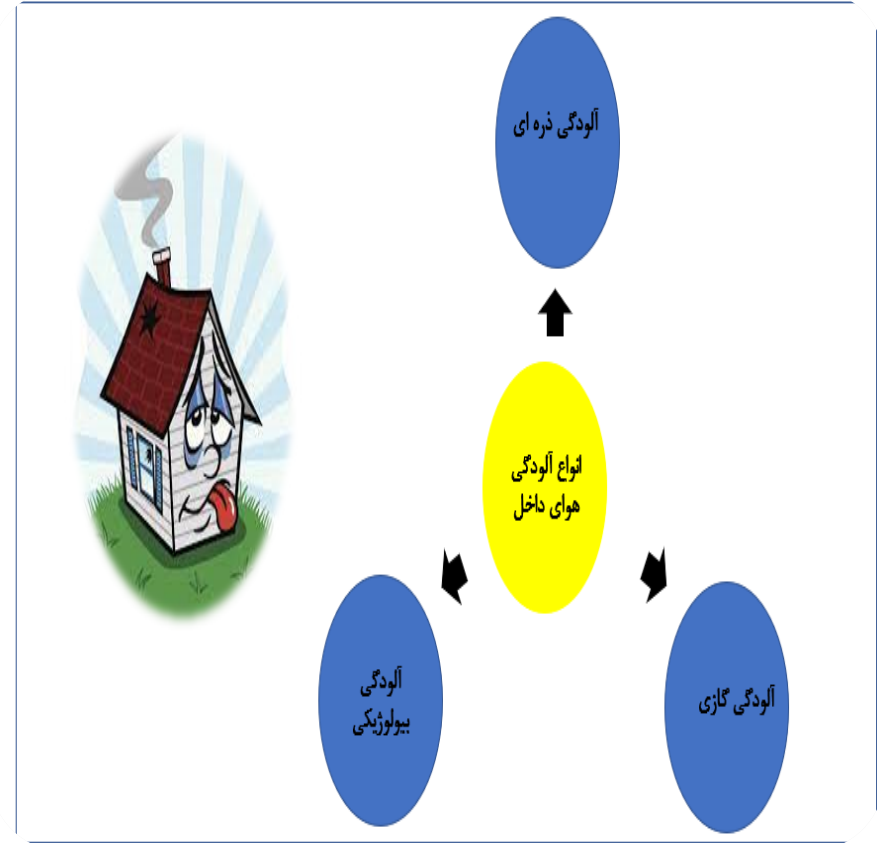 آلودگی ذره ای
انواع آلودگی
هوای داخل
آلودگی گازی
آلودگی
بیولوژیکی